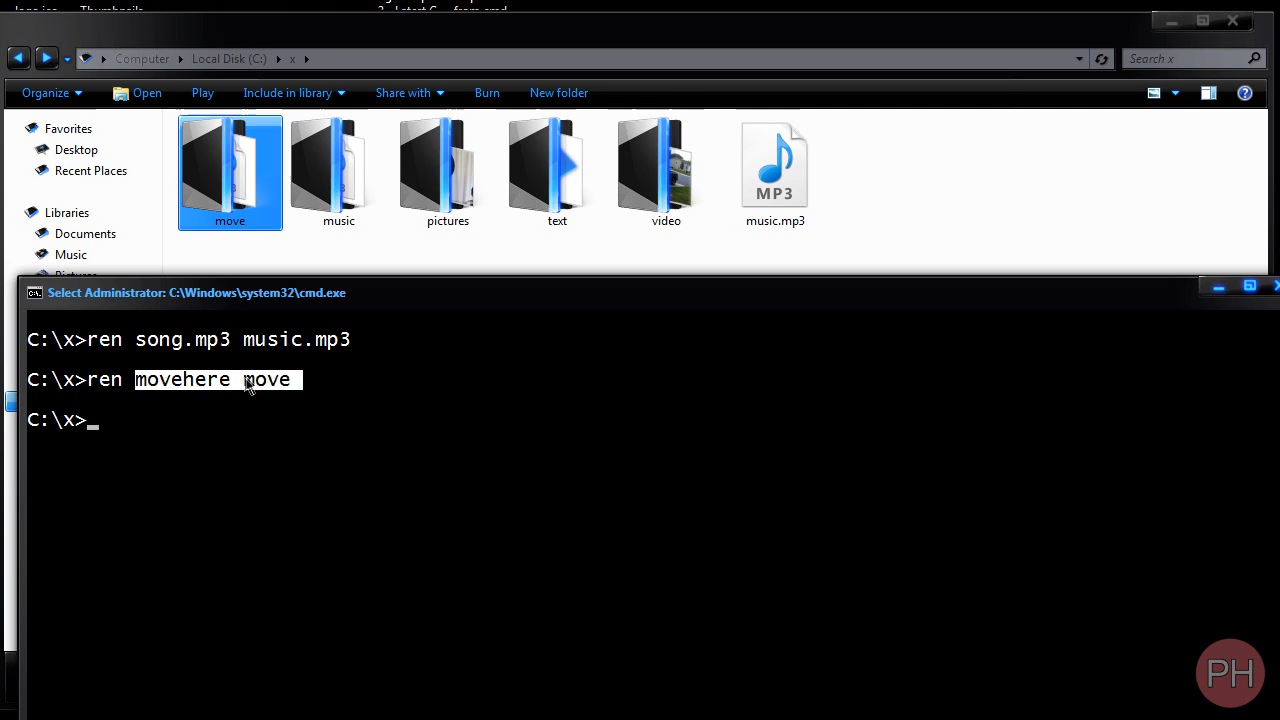 Computer
Local Disk (C:)
x
Search x
Organize
Open
Play
Include in library
Share with
Burn
New folder
Favorites
Desktop
Recent Places
Libraries
Documents
Music
move
music
pictures
text
video
MP3
music.mp3
Select Administrator: C:\Windows\system32\cmd.exe
C:\x>ren song.mp3 music.mp3
C:\x>ren movehere move
C:\x>_
PH